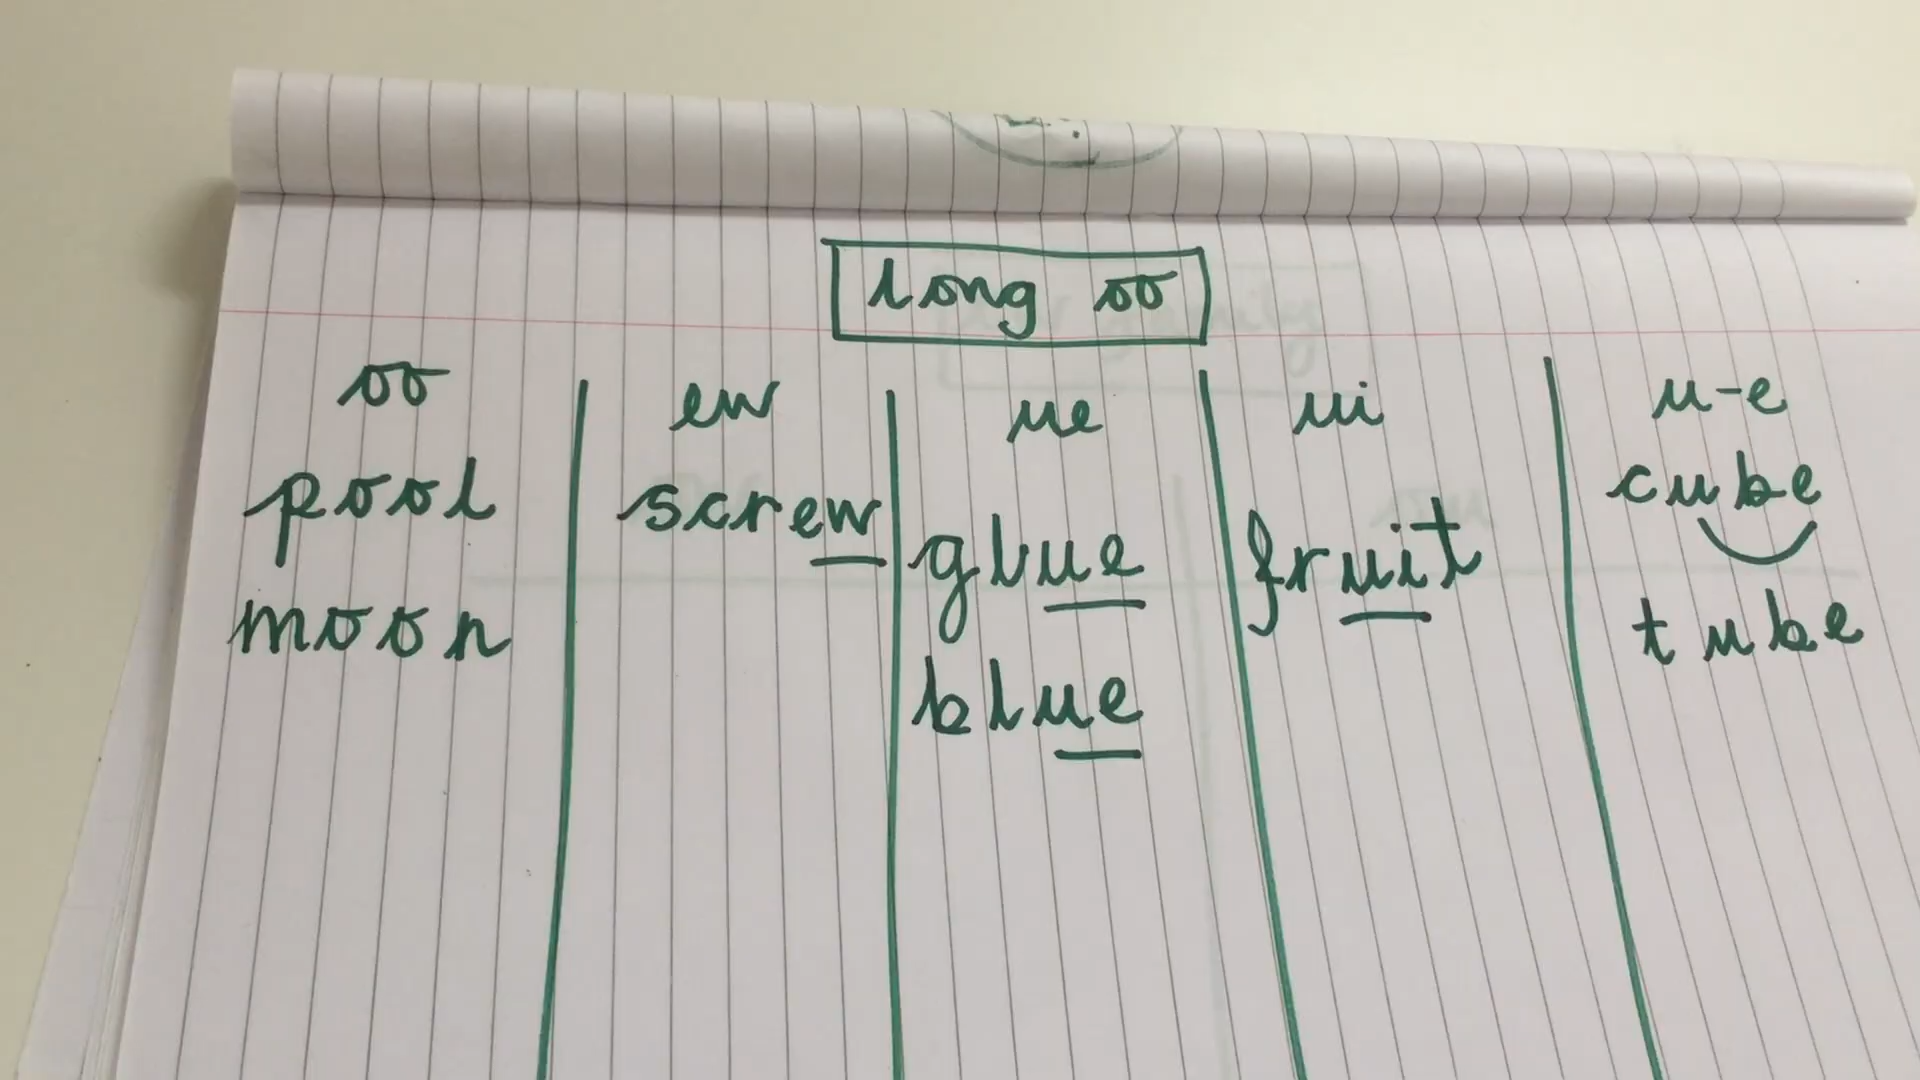 long oo
oo
pool
moon
ew
screw
ue
glue
blue
ui
fruit
u-e
cube
tube